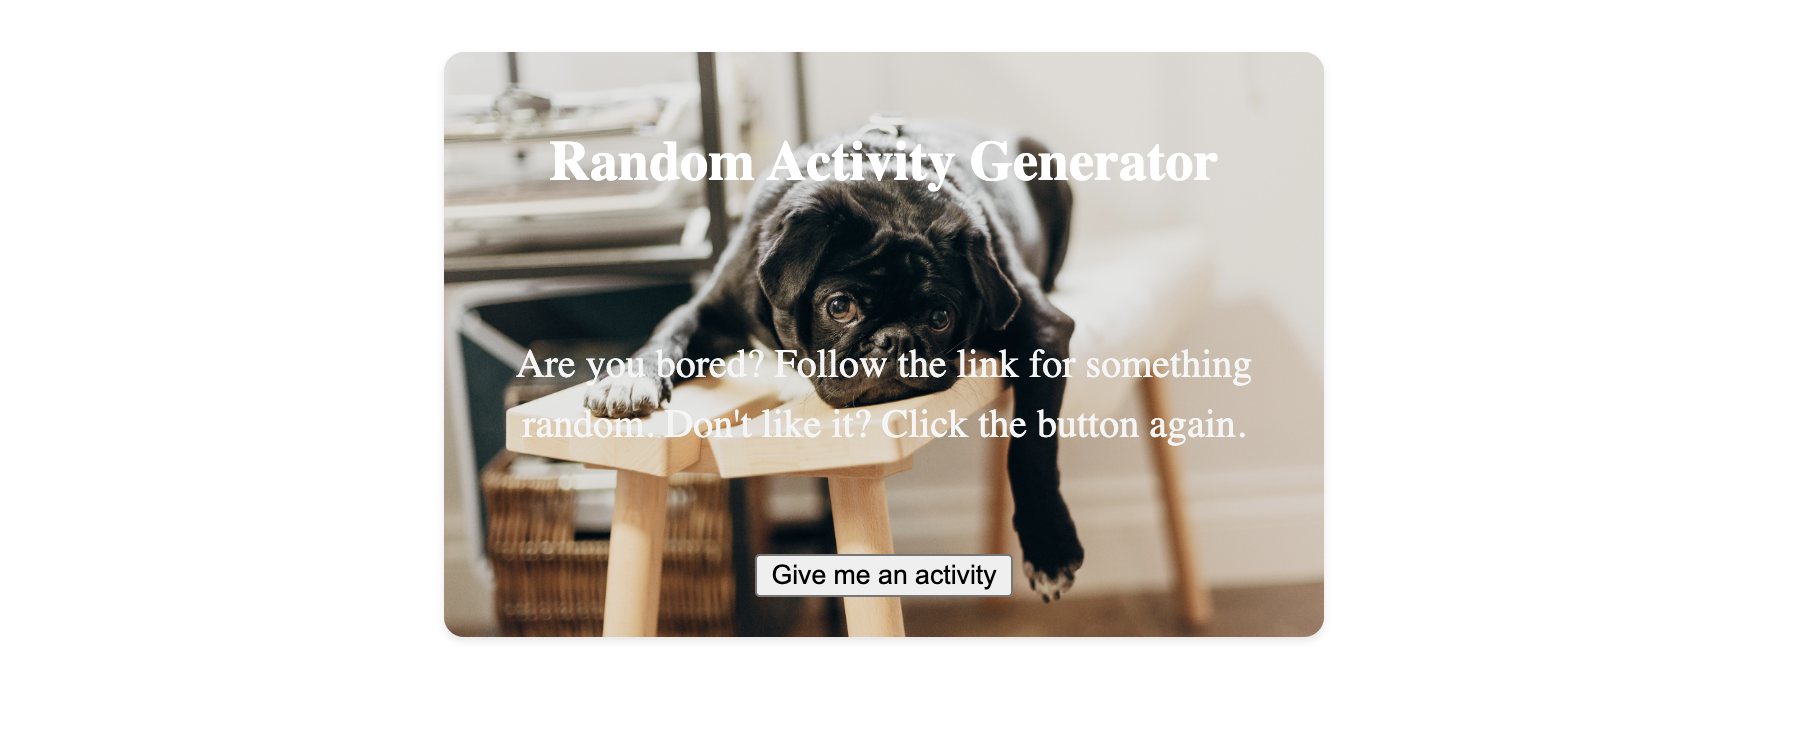 Random Activity Generator
Are you bored? Follow the link for something
random. Don't like it? Click the button again.
Give me an activity